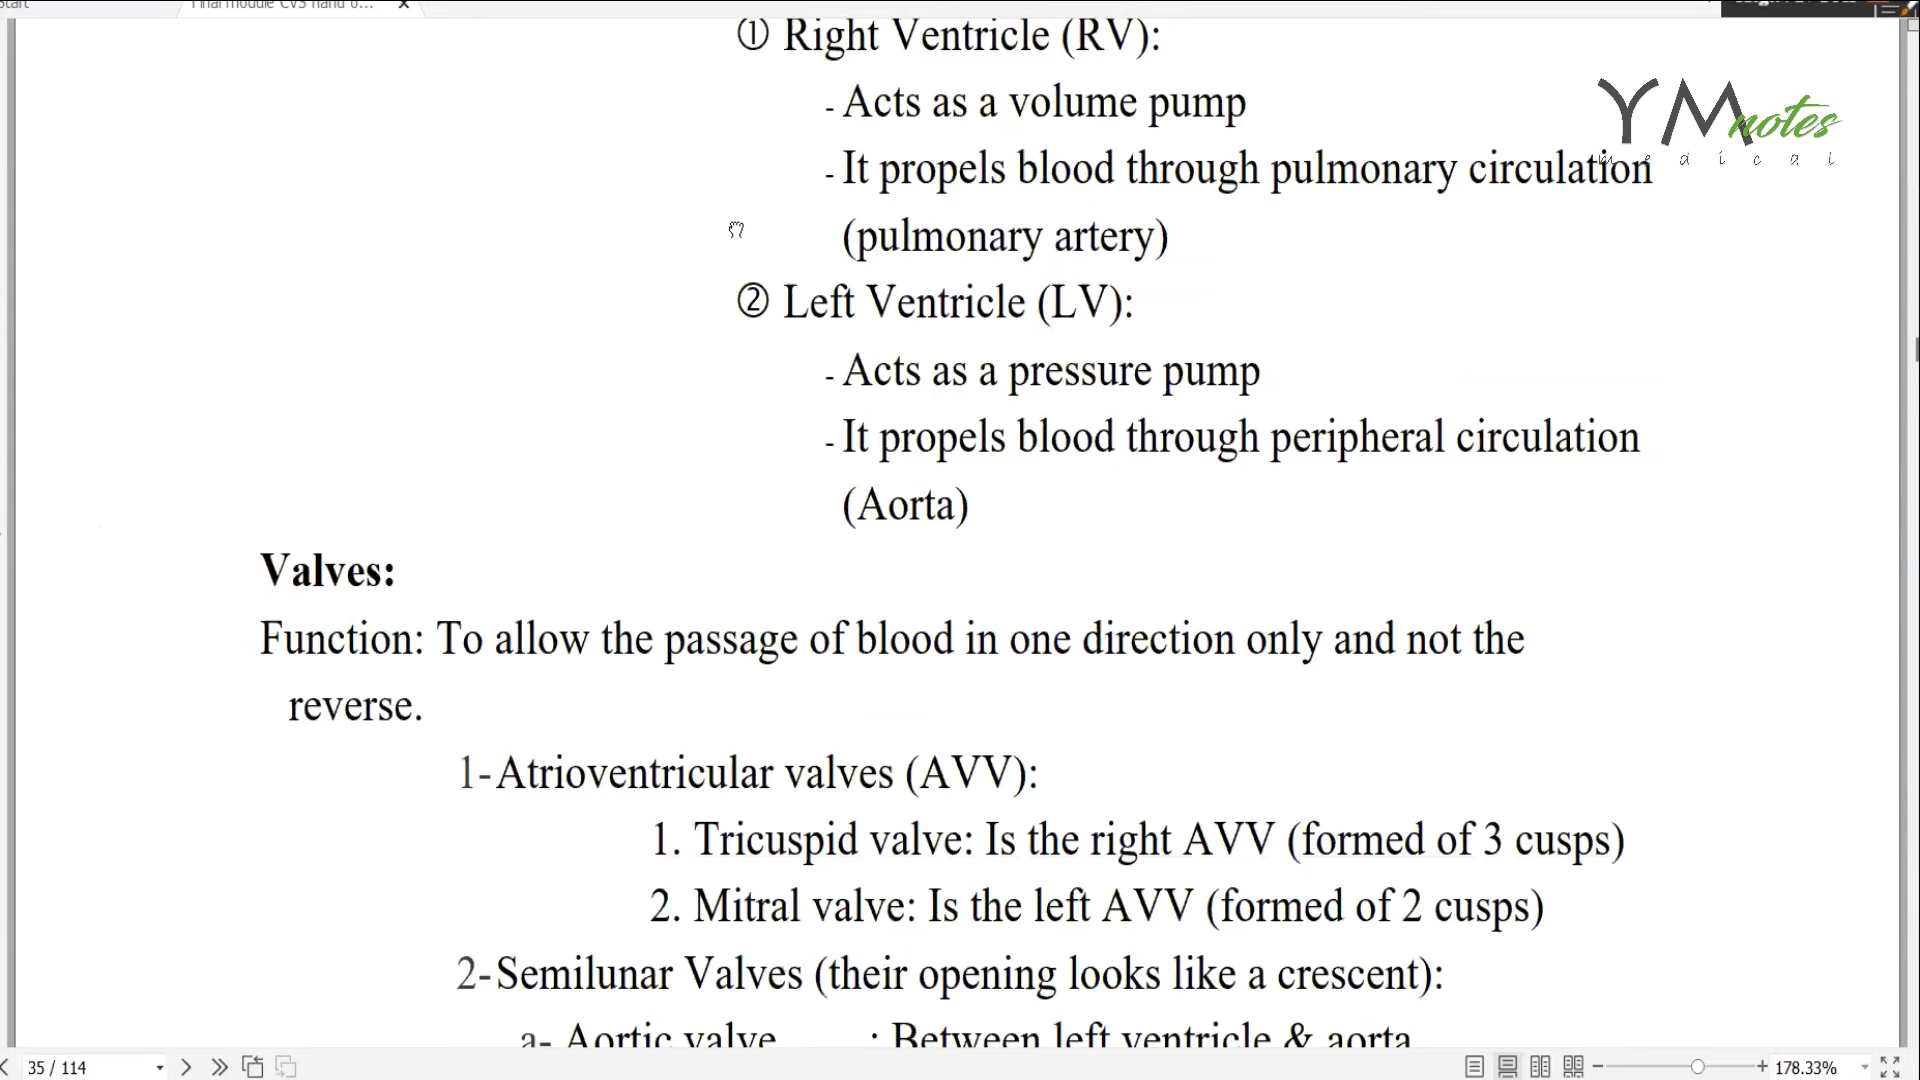 ① Right Ventricle (RV):
- Acts as a volume pump
YM notes
medical
- It propels blood through pulmonary circulation
(pulmonary artery)
② Left Ventricle (LV):
- Acts as a pressure pump
- It propels blood through peripheral circulation
(Aorta)
Valves:
Function: To allow the passage of blood in one direction only and not the
reverse.
1-Atrioventricular valves (AVV):
1. Tricuspid valve: Is the right AVV (formed of 3 cusps)
2. Mitral valve: Is the left AVV (formed of 2 cusps)
2-Semilunar Valves (their opening looks like a crescent):
a- Aortic valve : Between left ventricle & aorta
35 / 114
178.33%